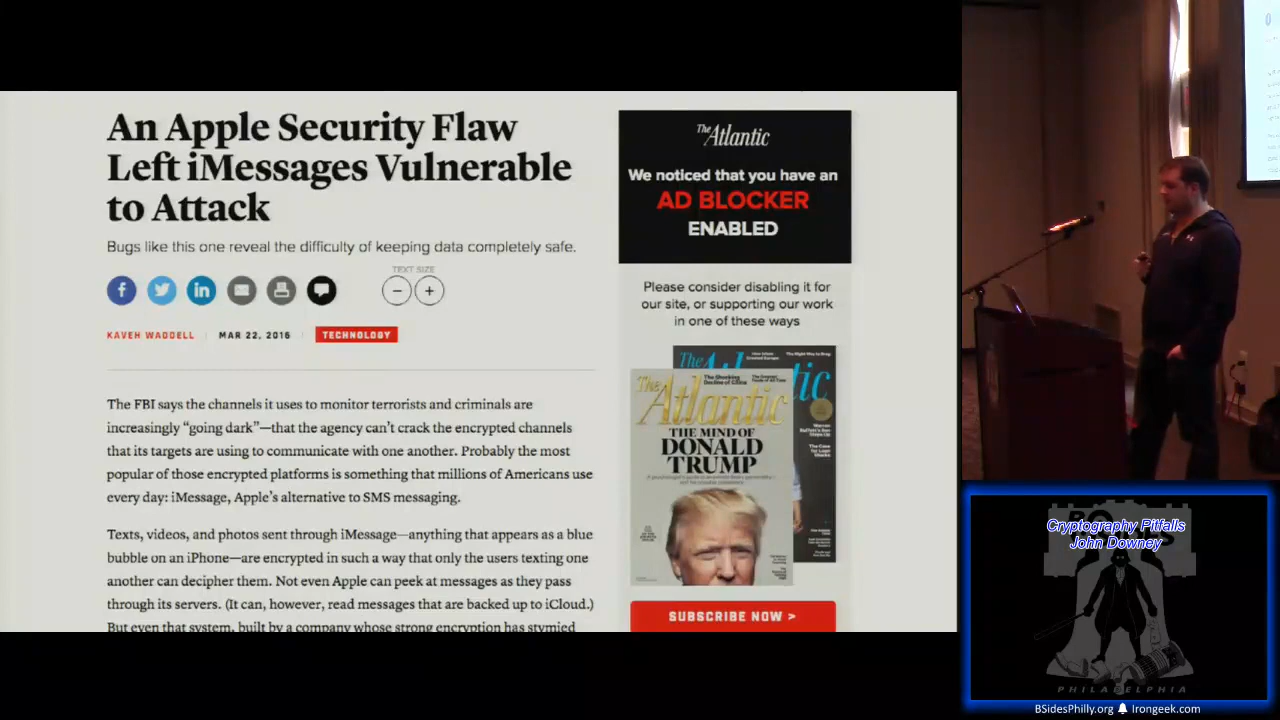 An Apple Security Flaw
Left iMessages Vulnerable
to Attack
Bugs like this one reveal the difficulty of keeping data completely safe.
TEXT SIZE
KAVEH WADDELL
MAR 22, 2016
TECHNOLOGY
The FBI says the channels it uses to monitor terrorists and criminals are
increasingly “going dark”—that the agency can’t crack the encrypted channels
that its targets are using to communicate with one another. Probably the most
popular of those encrypted platforms is something that millions of Americans use
every day: iMessage, Apple’s alternative to SMS messaging.
Texts, videos, and photos sent through iMessage—anything that appears as a blue
bubble on an iPhone—are encrypted in such a way that only the users texting one
another can decipher them. Not even Apple can peek at messages as they pass
through its servers. (It can, however, read messages that are backed up to iCloud.)
But even that system, built by a company whose strong encryption has stymied
The Atlantic
We noticed that you have an
AD BLOCKER
ENABLED
Please consider disabling it for
our site, or supporting our work
in one of these ways
The Atlantic
THE MIND OF
DONALD
TRUMP
SUBSCRIBE NOW >
Cryptography Pitfalls
John Downey
PHILADELPHIA
BSidesPhilly.org
Irongeek.com